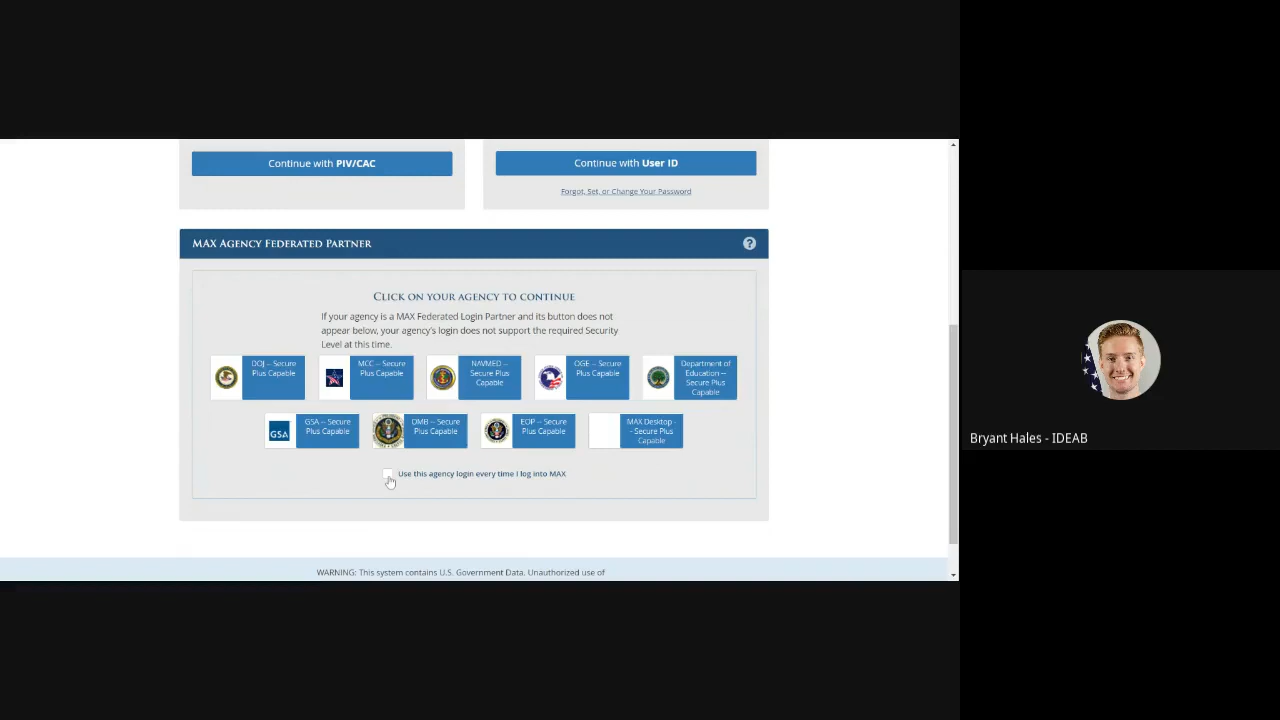 Continue with PIV/CAC
Continue with User ID
Forgot, Set, or Change Your Password
MAX Agency Federated Partner
?
Click on your agency to continue
If your agency is a MAX Federated Login Partner and its button does not
appear below, your agency's login does not support the required Security
Level at this time.
DOJ -- Secure
Plus Capable
MCC -- Secure
Plus Capable
NAVMED --
Secure Plus
Capable
OGE -- Secure
Plus Capable
Department of
Education --
Secure Plus
Capable
GSA
GSA -- Secure
Plus Capable
OMB -- Secure
Plus Capable
EOP -- Secure
Plus Capable
MAX Desktop -
- Secure Plus
Capable
Use this agency login every time I log into MAX
WARNING: This system contains U.S. Government Data. Unauthorized use of
Bryant Hales - IDEAB